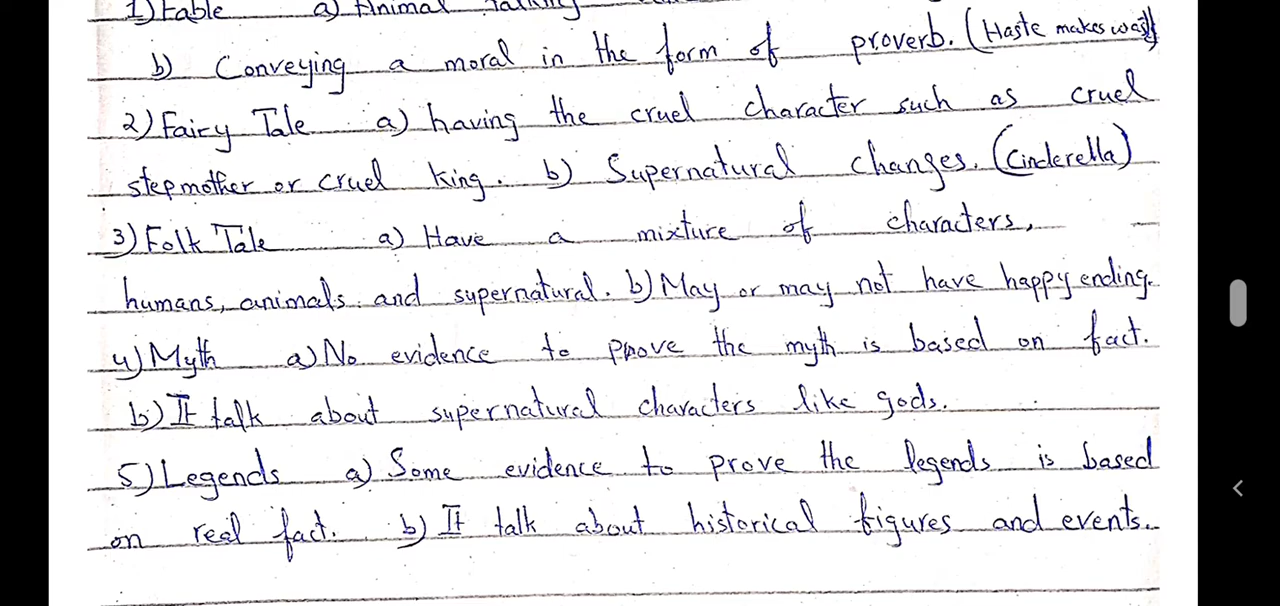 1) Fable a) Animal Talking
b) Conveying a moral in the form of proverb. (Haste makes waste)
2) Fairy Tale a) having the cruel character such as cruel
stepmother or cruel king. b) Supernatural changes. (Cinderella)
3) Folk Tale a) Have a mixture of characters,
humans, animals and supernatural. b) May or may not have happy ending.
4) Myth a) No evidence to prove the myth is based on fact.
b) It talk about supernatural characters like gods.
5) Legends a) Some evidence to prove the legends is based
on real fact. b) It talk about historical figures and events.